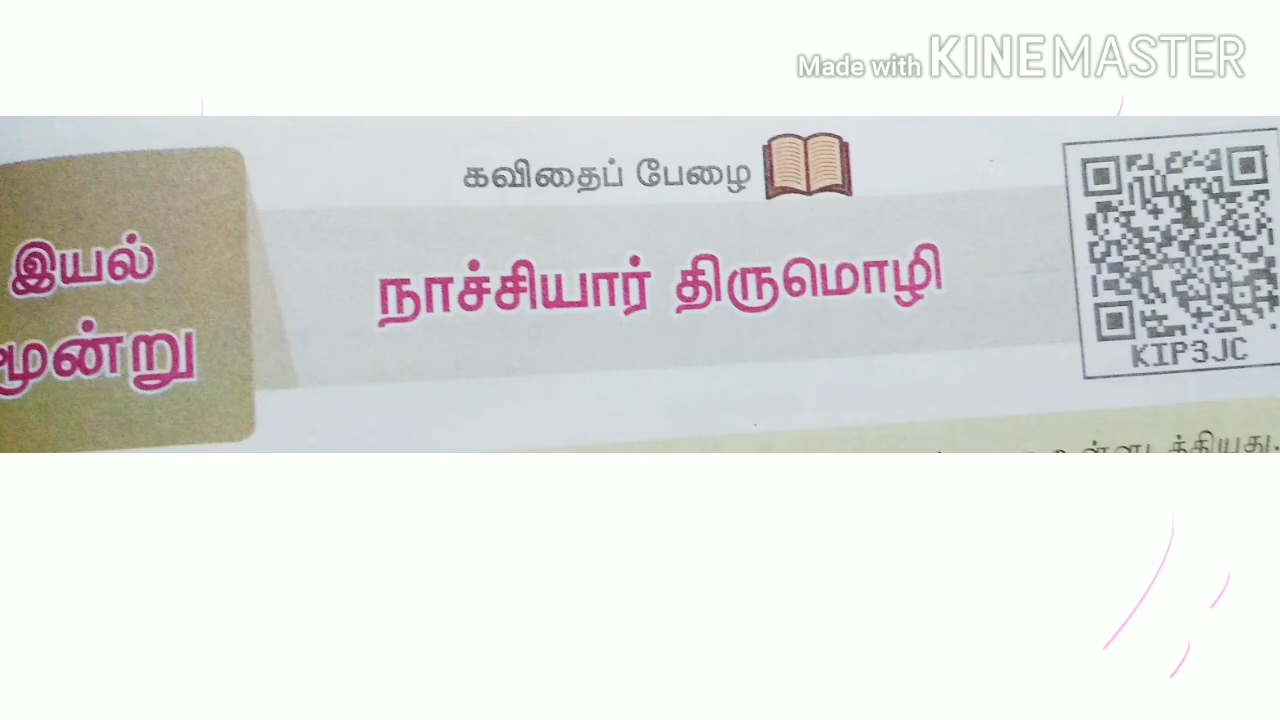 Made with KINEMASTER
கவிதைப் பேழை
இயல்
மூன்று
நாச்சியார் திருமொழி
KIP3JC